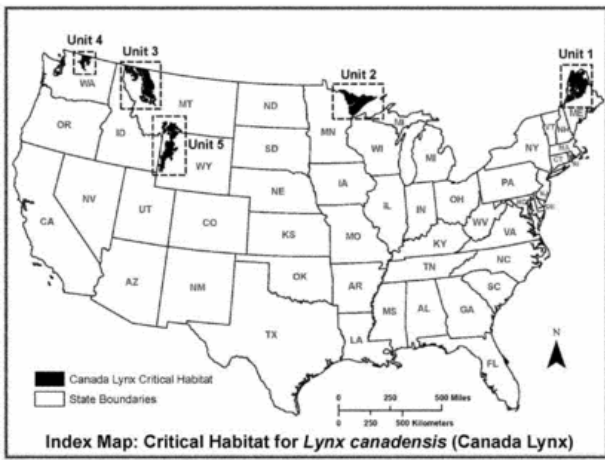 Unit 4
Unit 3
Unit 2
Unit 1
WA
MT
ND
ME
OR
ID
MN
VT
NH
Unit 5
SD
WI
MI
MI
NY
MA
CT
WY
IA
PA
NE
NV
UT
IL
IN
OH
CA
CO
WV
VA
KS
MO
KY
NC
AZ
NM
OK
AR
TN
SC
MS
AL
GA
TX
LA
FL
N
Canada Lynx Critical Habitat
State Boundaries
0 250 500 Miles
0 250 500 Kilometers
Index Map: Critical Habitat for Lynx canadensis (Canada Lynx)